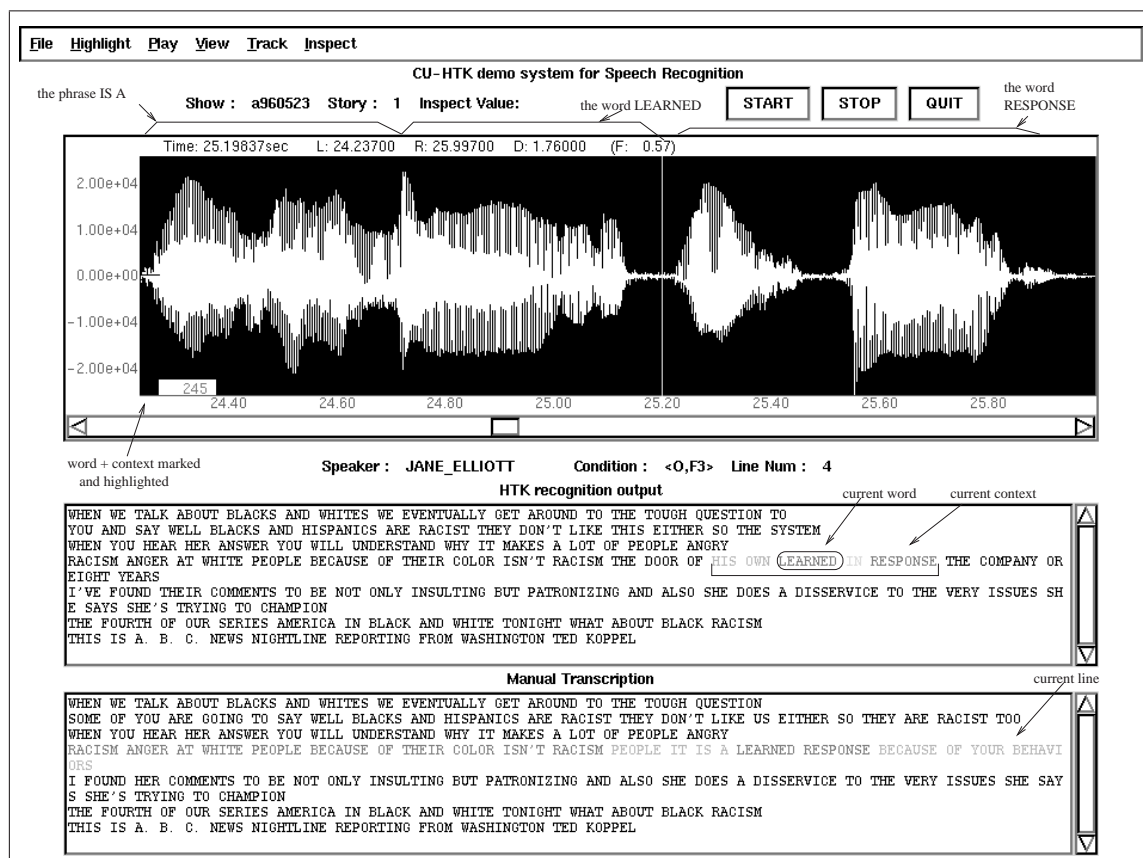 File Highlight Play View Track Inspect
CU-HTK demo system for Speech Recognition
the phrase IS A
Show : a960523 Story : 1 Inspect Value:
the word LEARNED
START STOP QUIT
the word
RESPONSE
Time: 25.19837sec L: 24.23700 R: 25.99700 D: 1.76000 (F: 0.57)
2.00e+04
1.00e+04
0.00e+00
-1.00e+04
-2.00e+04
245
24.40 24.60 24.80 25.00 25.20 25.40 25.60 25.80
word + context marked
and highlighted
Speaker : JANE_ELLIOTT Condition : <O,F3> Line Num : 4
HTK recognition output
current word
current context
WHEN WE TALK ABOUT BLACKS AND WHITES WE EVENTUALLY GET AROUND TO THE TOUGH QUESTION TO
YOU AND SAY WELL BLACKS AND HISPANICS ARE RACIST THEY DON'T LIKE THIS EITHER SO THE SYSTEM
WHEN YOU HEAR HER ANSWER YOU WILL UNDERSTAND WHY IT MAKES A LOT OF PEOPLE ANGRY
RACISM ANGER AT WHITE PEOPLE BECAUSE OF THEIR COLOR ISN'T RACISM THE DOOR OF HIS OWN LEARNED IN RESPONSE THE COMPANY OR
EIGHT YEARS
I'VE FOUND THEIR COMMENTS TO BE NOT ONLY INSULTING BUT PATRONIZING AND ALSO SHE DOES A DISSERVICE TO THE VERY ISSUES SH
E SAYS SHE'S TRYING TO CHAMPION
THE FOURTH OF OUR SERIES AMERICA IN BLACK AND WHITE TONIGHT WHAT ABOUT BLACK RACISM
THIS IS A. B. C. NEWS NIGHTLINE REPORTING FROM WASHINGTON TED KOPPEL
Manual Transcription
current line
WHEN WE TALK ABOUT BLACKS AND WHITES WE EVENTUALLY GET AROUND TO THE TOUGH QUESTION
SOME OF YOU ARE GOING TO SAY WELL BLACKS AND HISPANICS ARE RACIST THEY DON'T LIKE US EITHER SO THEY ARE RACIST TOO
WHEN YOU HEAR HER ANSWER YOU WILL UNDERSTAND WHY IT MAKES A LOT OF PEOPLE ANGRY
RACISM ANGER AT WHITE PEOPLE BECAUSE OF THEIR COLOR ISN'T RACISM PEOPLE IT IS A LEARNED RESPONSE BECAUSE OF YOUR BEHAVI
ORS
I FOUND HER COMMENTS TO BE NOT ONLY INSULTING BUT PATRONIZING AND ALSO SHE DOES A DISSERVICE TO THE VERY ISSUES SHE SAY
S SHE'S TRYING TO CHAMPION
THE FOURTH OF OUR SERIES AMERICA IN BLACK AND WHITE TONIGHT WHAT ABOUT BLACK RACISM
THIS IS A. B. C. NEWS NIGHTLINE REPORTING FROM WASHINGTON TED KOPPEL